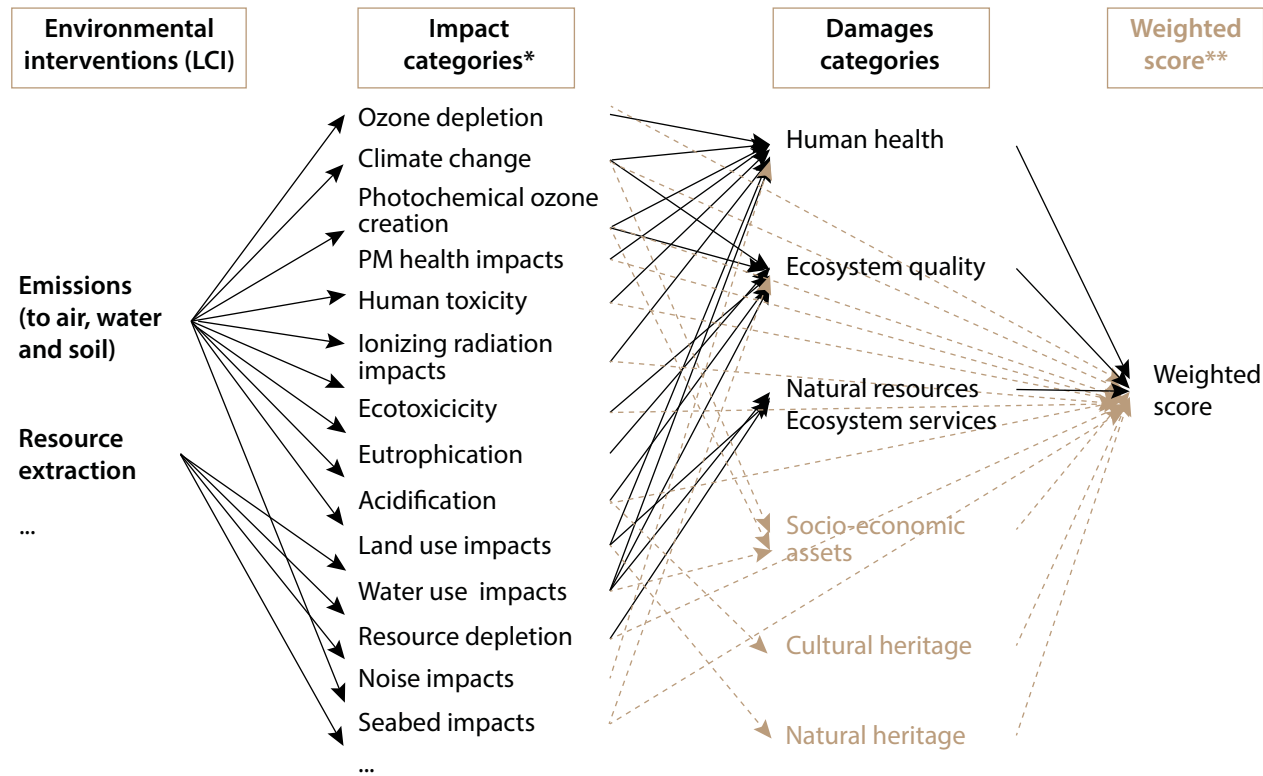 Environmental
interventions (LCI)
Impact
categories*
Damages
categories
Weighted
score**
Emissions
(to air, water
and soil)
Resource
extraction
...
Ozone depletion
Climate change
Photochemical ozone
creation
PM health impacts
Human toxicity
Ionizing radiation
impacts
Ecotoxicicity
Eutrophication
Acidification
Land use impacts
Water use impacts
Resource depletion
Noise impacts
Seabed impacts
...
Human health
Ecosystem quality
Natural resources
Ecosystem services
Socio-economic
assets
Cultural heritage
Natural heritage
Weighted
score